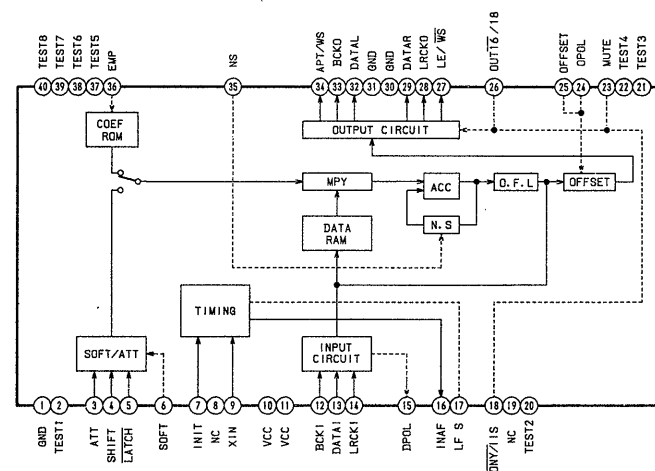 TEST8
TEST7
TEST6
TEST5
EMP
NS
APT/WS
BCKO
DATAL
GND
GND
DATAR
LRCKO
LE/WS
OUT16/18
OFFSET
OPOL
MUTE
TEST4
TEST3
40
39
38
37
36
35
34
33
32
31
30
29
28
27
26
25
24
23
22
21
COEF
ROM
OUTPUT CIRCUIT
MPY
ACC
O.F.L
OFFSET
N.S
DATA
RAM
TIMING
SOFT/ATT
INPUT
CIRCUIT
1
2
3
4
5
6
7
8
9
10
11
12
13
14
15
16
17
18
19
20
GND
TEST1
ATT
SHIFT
LATCH
SOFT
INIT
NC
XIN
VCC
VCC
BCKI
DATAI
LRCKI
DPOL
INAF
LF S
NC
TEST2